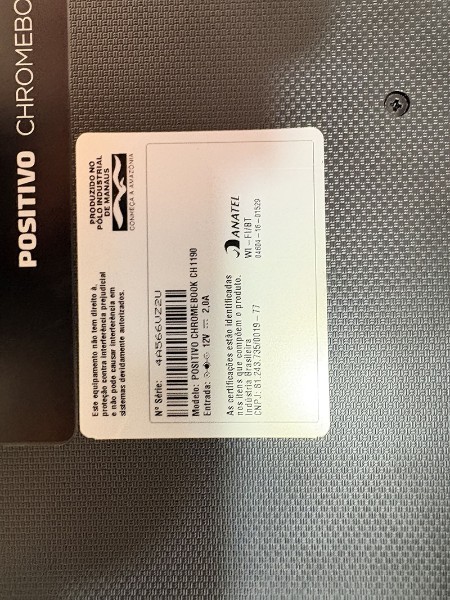 POSITIVO CHROMEBO
Este equipamento não tem direito à
proteção contra interferência prejudicial
e não pode causar interferência em
sistemas devidamente autorizados.
PRODUZIDO NO
PÓLO INDUSTRIAL
DE MANAUS
CONHEÇA A AMAZÔNIA
Nº Série: 4A566VZ2U
Modelo: POSITIVO CHROMEBOOK CH1190
Entrada: 12V 2,0A
As certificações estão identificadas
nos itens que compõem o produto.
Indústria Brasileira
CNPJ: 81.243.735/0019-77
ANATEL
WI-FI/BT
04604-16-01529